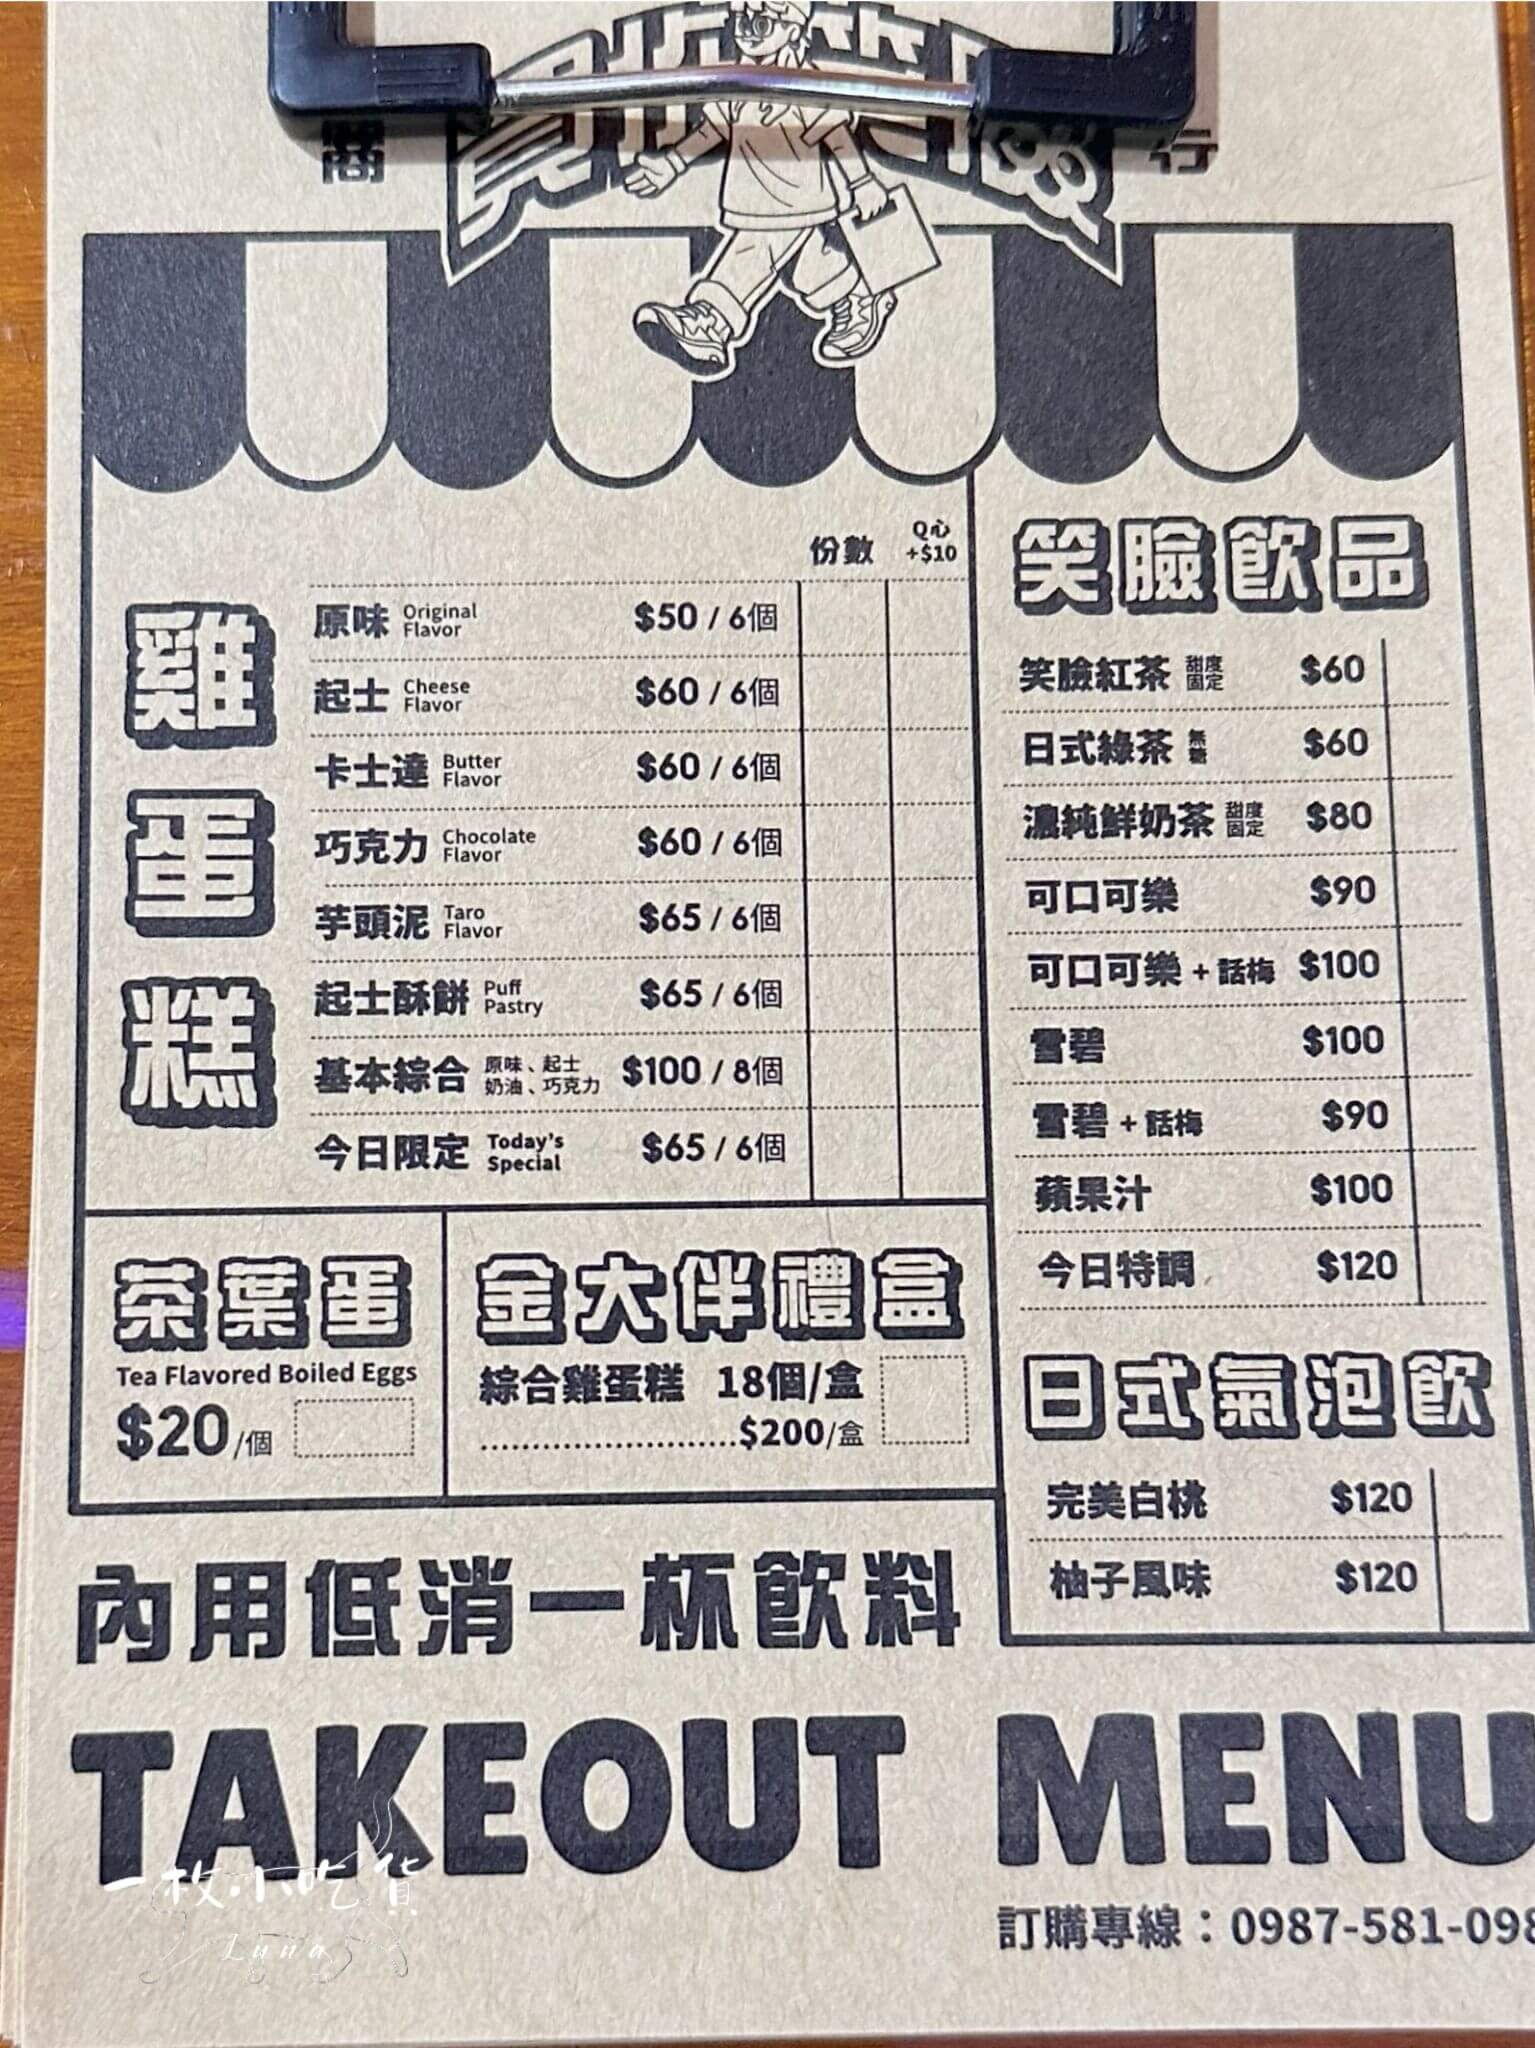 商
行
份數
Q心
+$10
雞蛋糕
原味 Original Flavor $50 / 6個
起士 Cheese Flavor $60 / 6個
卡士達 Butter Flavor $60 / 6個
巧克力 Chocolate Flavor $60 / 6個
芋頭泥 Taro Flavor $65 / 6個
起士酥餅 Puff Pastry $65 / 6個
基本綜合 原味、起士 奶油、巧克力 $100 / 8個
今日限定 Today's Special $65 / 6個
茶葉蛋
Tea Flavored Boiled Eggs
$20/個
金大伴禮盒
綜合雞蛋糕 18個/盒
$200/盒
笑臉飲品
笑臉紅茶 甜度固定 $60
日式綠茶 無糖 $60
濃純鮮奶茶 甜度固定 $80
可口可樂 $90
可口可樂 + 話梅 $100
雪碧 $100
雪碧 + 話梅 $90
蘋果汁 $100
今日特調 $120
日式氣泡飲
完美白桃 $120
柚子風味 $120
內用低消一杯飲料
TAKEOUT MENU
訂購專線：0987-581-098
一枚小吃貨
Luna